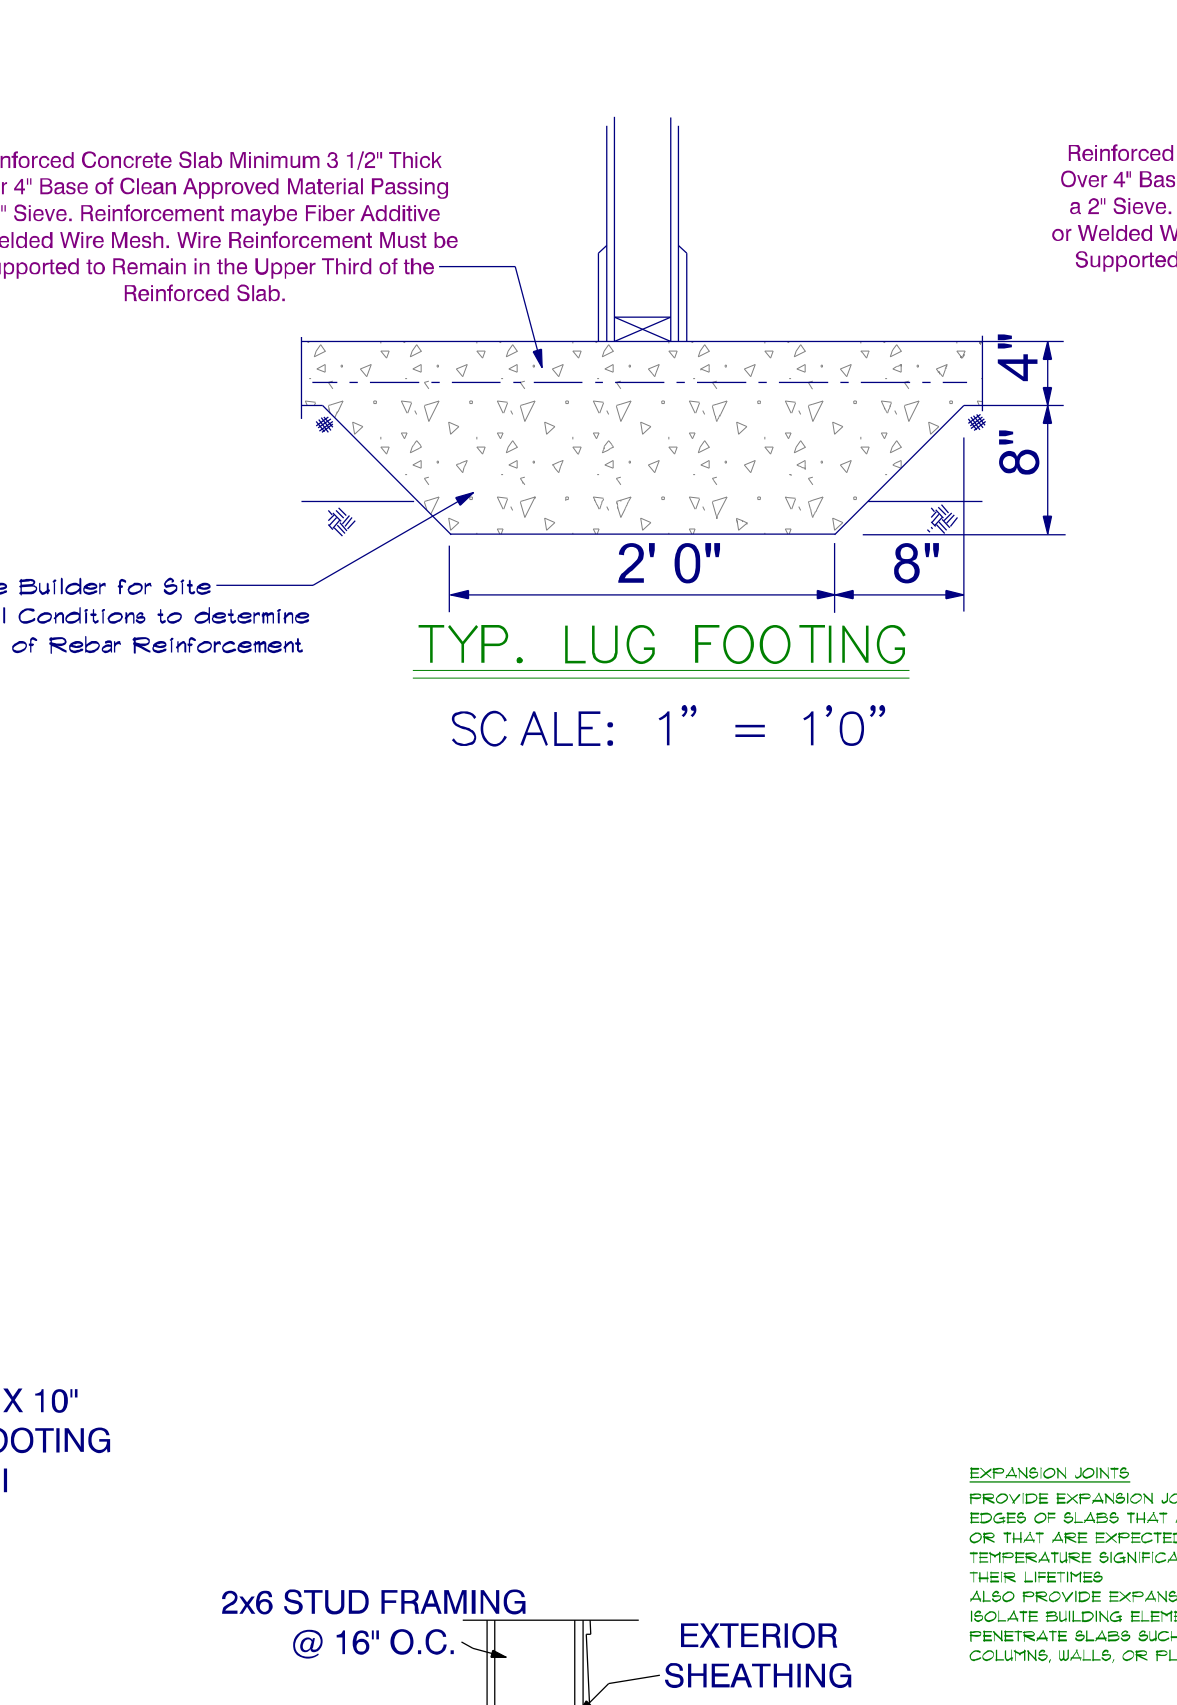 nforced Concrete Slab Minimum 3 1/2" Thick
r 4" Base of Clean Approved Material Passing
" Sieve. Reinforcement maybe Fiber Additive
elded Wire Mesh. Wire Reinforcement Must be
pported to Remain in the Upper Third of the
Reinforced Slab.
Reinforced
Over 4" Bas
a 2" Sieve.
or Welded W
Supported
4"
8"
2' 0"
8"
e Builder for Site
l Conditions to determine
of Rebar Reinforcement
TYP. LUG FOOTING
SCALE: 1" = 1'0"
X 10"
OOTING
I
2x6 STUD FRAMING
@ 16" O.C.
EXTERIOR
SHEATHING
EXPANSION JOINTS
PROVIDE EXPANSION JO
EDGES OF SLABS THAT
OR THAT ARE EXPECTED
TEMPERATURE SIGNIFICA
THEIR LIFETIMES
ALSO PROVIDE EXPANS
ISOLATE BUILDING ELEME
PENETRATE SLABS SUCH
COLUMNS, WALLS, OR PL